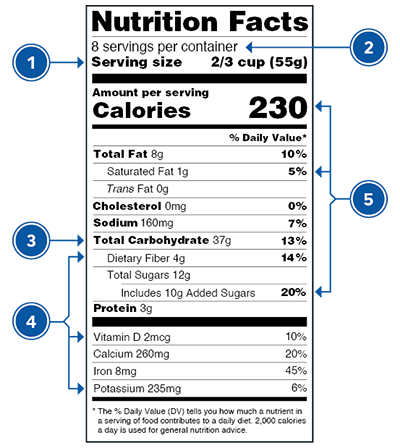 Nutrition Facts
8 servings per container
2
1
Serving size 2/3 cup (55g)
Amount per serving
Calories 230
% Daily Value*
Total Fat 8g 10%
Saturated Fat 1g 5%
Trans Fat 0g
5
Cholesterol 0mg 0%
Sodium 160mg 7%
3
Total Carbohydrate 37g 13%
Dietary Fiber 4g 14%
Total Sugars 12g
Includes 10g Added Sugars 20%
Protein 3g
4
Vitamin D 2mcg 10%
Calcium 260mg 20%
Iron 8mg 45%
Potassium 235mg 6%
* The % Daily Value (DV) tells you how much a nutrient in
a serving of food contributes to a daily diet. 2,000 calories
a day is used for general nutrition advice.